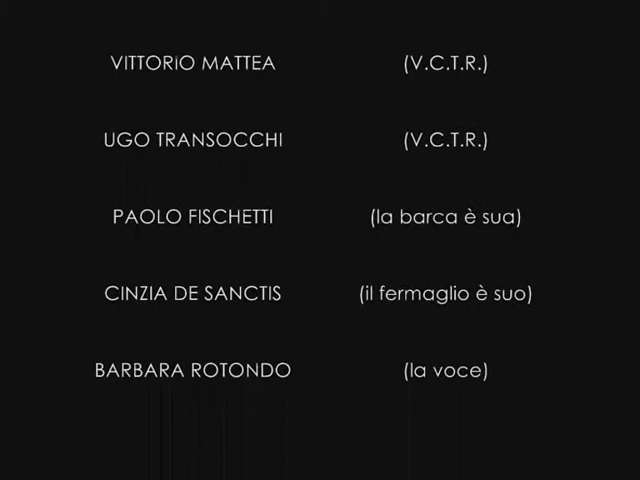 VITTORIO MATTEA (V.C.T.R.)
UGO TRANSOCCHI (V.C.T.R.)
PAOLO FISCHETTI (la barca è sua)
CINZIA DE SANCTIS (il fermaglio è suo)
BARBARA ROTONDO (la voce)